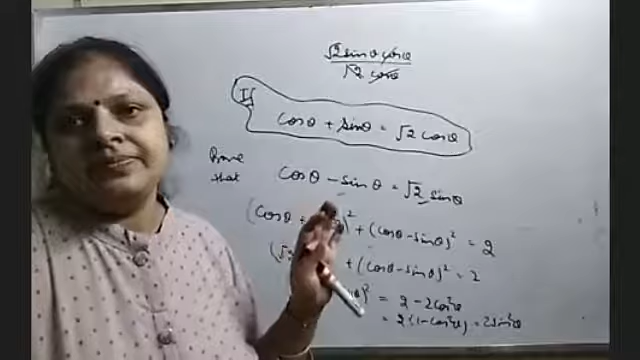 √2 sinθ cosθ
√2 cosθ
If
cosθ + sinθ = √2 cosθ
Prove
that
cosθ - sinθ = √2 sinθ
(cosθ + )² + (cosθ - sinθ)² = 2
+ (cosθ - sinθ)² = 2
)² = 2 - 2cos²θ
= 2(1-cos²θ) = 2sin²θ